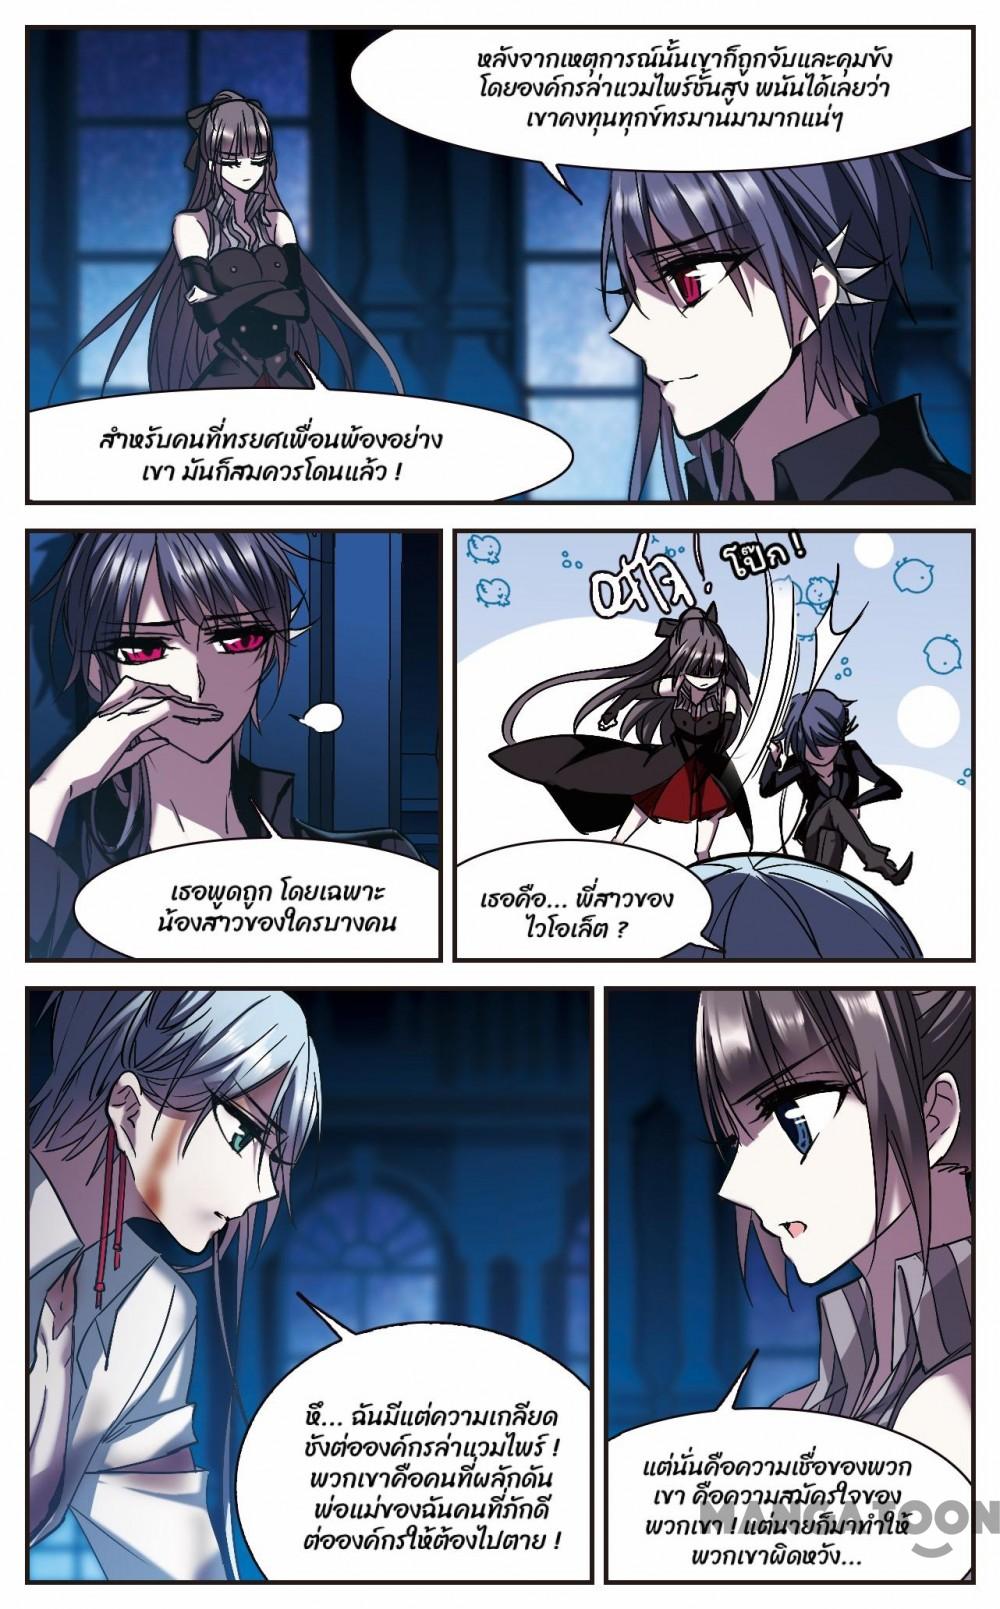 หลังจากเหตุการณ์นั้นเขาก็ถูกจับและคุมขัง
โดยองค์กรล่าแวมไพร์ชั้นสูง พนันได้เลยว่า
เขาคงทุนทุกข์ทรมานมามากแน่ๆ
สำหรับคนที่ทรยศเพื่อนพ้องอย่าง
เขา มันก็สมควรโดนแล้ว !
เธอพูดถูก โดยเฉพาะ
น้องสาวของใครบางคน
โป๊ก !
เธอคือ... พี่สาวของ
ไวโอเล็ต ?
หึ... ฉันมีแต่ความเกลียด
ชังต่อองค์กรล่าแวมไพร์ !
พวกเขาคือคนที่ผลักดัน
พ่อแม่ของฉันคนที่ภักดี
ต่อองค์กรให้ต้องไปตาย !
แต่นั่นคือความเชื่อของพวก
เขา คือความสมัครใจของ
พวกเขา ! แต่นายก็มาทำให้
พวกเขาผิดหวัง...
MANGATOON